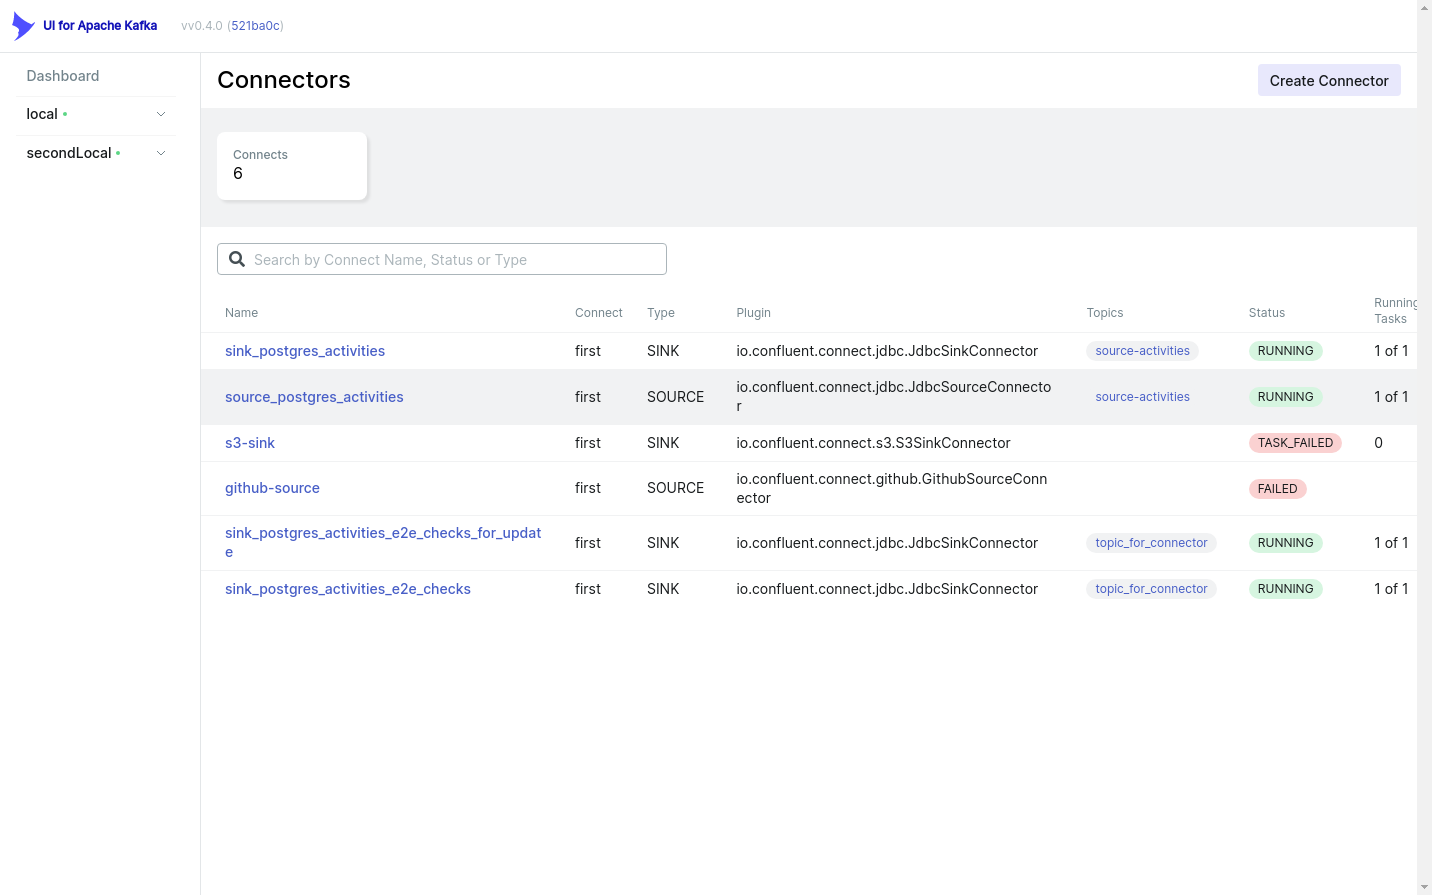 UI for Apache Kafka vv0.4.0 (521ba0c)
Dashboard
local
secondLocal
Connectors
Create Connector
Connects
6
Search by Connect Name, Status or Type
Name Connect Type Plugin Topics Status Running Tasks
sink_postgres_activities first SINK io.confluent.connect.jdbc.JdbcSinkConnector source-activities RUNNING 1 of 1
source_postgres_activities first SOURCE io.confluent.connect.jdbc.JdbcSourceConnecto
r source-activities RUNNING 1 of 1
s3-sink first SINK io.confluent.connect.s3.S3SinkConnector TASK_FAILED 0
github-source first SOURCE io.confluent.connect.github.GithubSourceConn
ector FAILED
sink_postgres_activities_e2e_checks_for_updat
e first SINK io.confluent.connect.jdbc.JdbcSinkConnector topic_for_connector RUNNING 1 of 1
sink_postgres_activities_e2e_checks first SINK io.confluent.connect.jdbc.JdbcSinkConnector topic_for_connector RUNNING 1 of 1